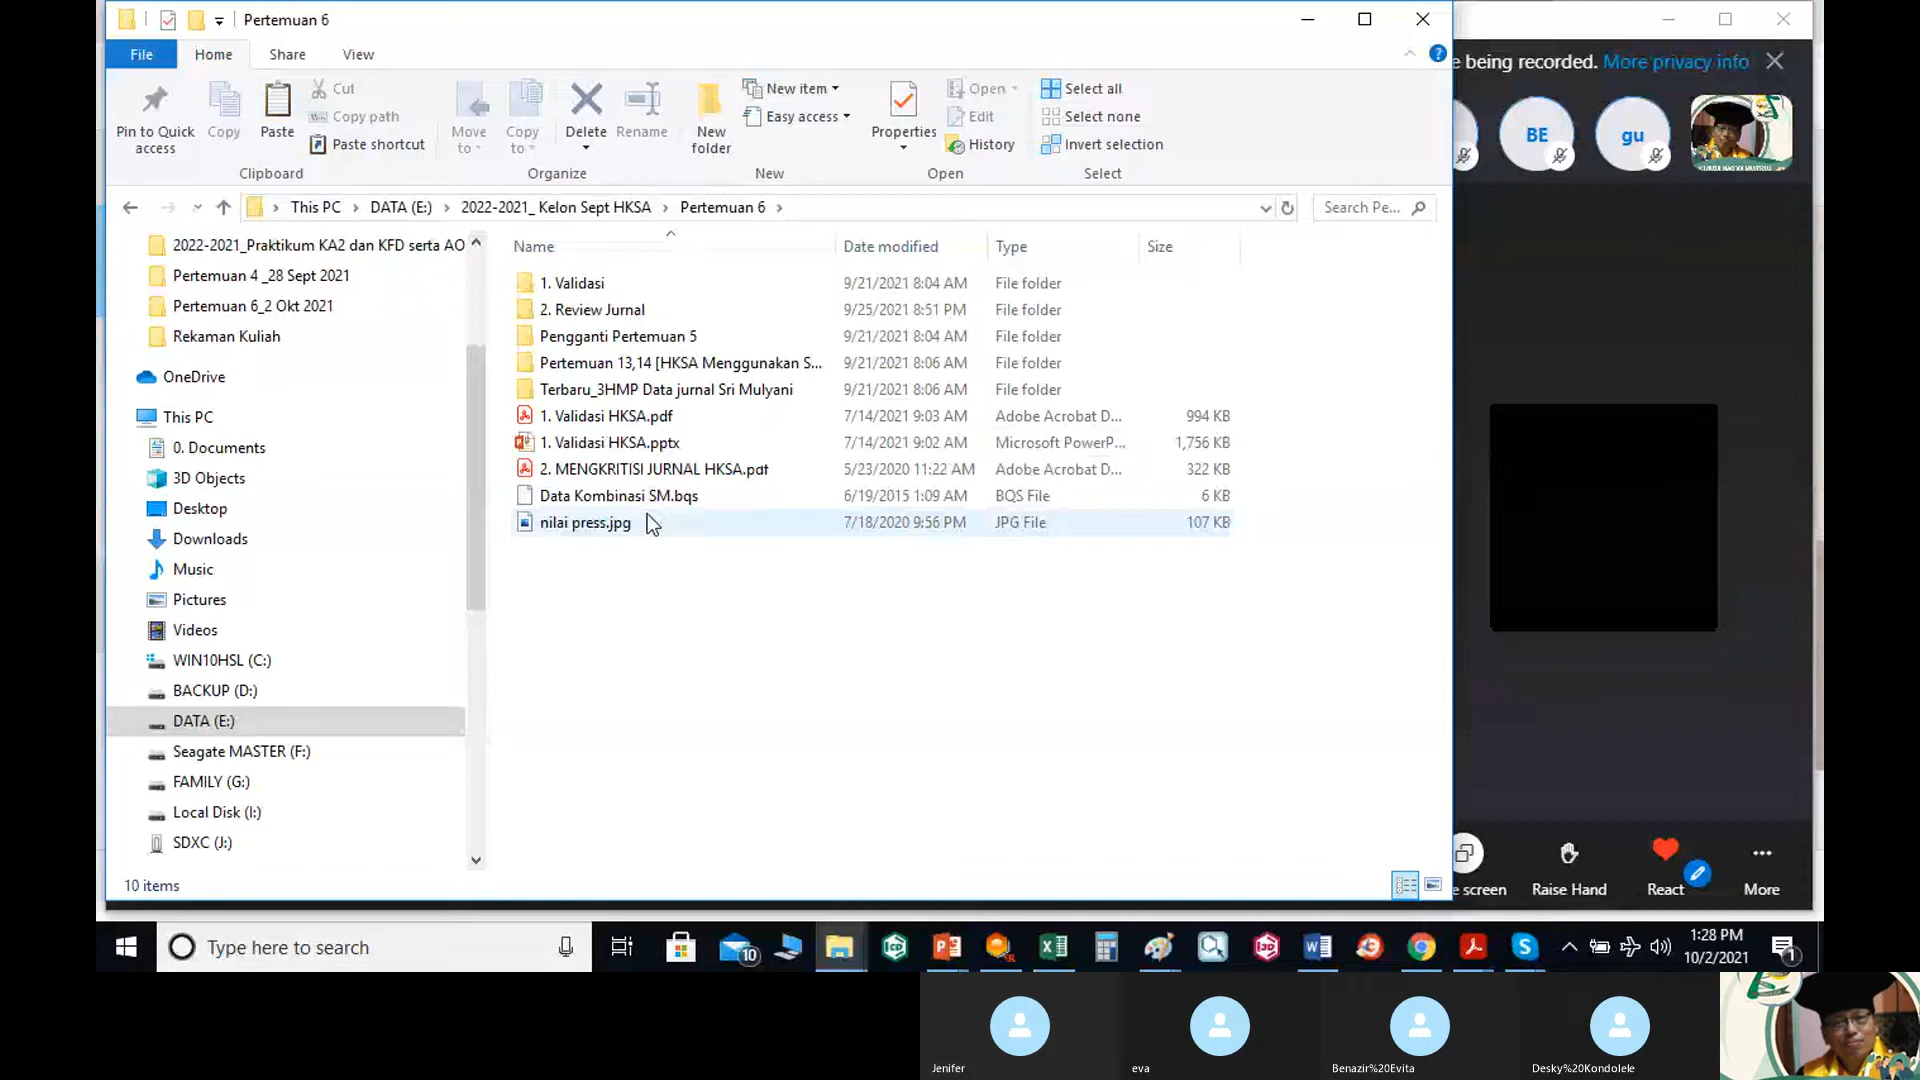 Pertemuan 6
File Home Share View
e being recorded. More privacy info
Pin to Quick access
Copy
Paste
Cut
Copy path
Paste shortcut
Move to
Copy to
Delete
Rename
New folder
New item
Easy access
Properties
Open
Edit
History
Select all
Select none
Invert selection
Clipboard Organize New Open Select
BE gu
This PC DATA (E:) 2022-2021_ Kelon Sept HKSA Pertemuan 6
Search Pe...
2022-2021_Praktikum KA2 dan KFD serta AO
Pertemuan 4 _28 Sept 2021
Pertemuan 6_2 Okt 2021
Rekaman Kuliah
OneDrive
This PC
0. Documents
3D Objects
Desktop
Downloads
Music
Pictures
Videos
WIN10HSL (C:)
BACKUP (D:)
DATA (E:)
Seagate MASTER (F:)
FAMILY (G:)
Local Disk (I:)
SDXC (J:)
Name Date modified Type Size
1. Validasi 9/21/2021 8:04 AM File folder
2. Review Jurnal 9/25/2021 8:51 PM File folder
Pengganti Pertemuan 5 9/21/2021 8:04 AM File folder
Pertemuan 13,14 [HKSA Menggunakan S... 9/21/2021 8:06 AM File folder
Terbaru_3HMP Data jurnal Sri Mulyani 9/21/2021 8:06 AM File folder
1. Validasi HKSA.pdf 7/14/2021 9:03 AM Adobe Acrobat D... 994 KB
1. Validasi HKSA.pptx 7/14/2021 9:02 AM Microsoft PowerP... 1,756 KB
2. MENGKRITISI JURNAL HKSA.pdf 5/23/2020 11:22 AM Adobe Acrobat D... 322 KB
Data Kombinasi SM.bqs 6/19/2015 1:09 AM BQS File 6 KB
nilai press.jpg 7/18/2020 9:56 PM JPG File 107 KB
10 items
e screen Raise Hand React More
Type here to search
10
1:28 PM
10/2/2021
1
Jenifer eva Benazir%20Evita Desky%20Kondolele